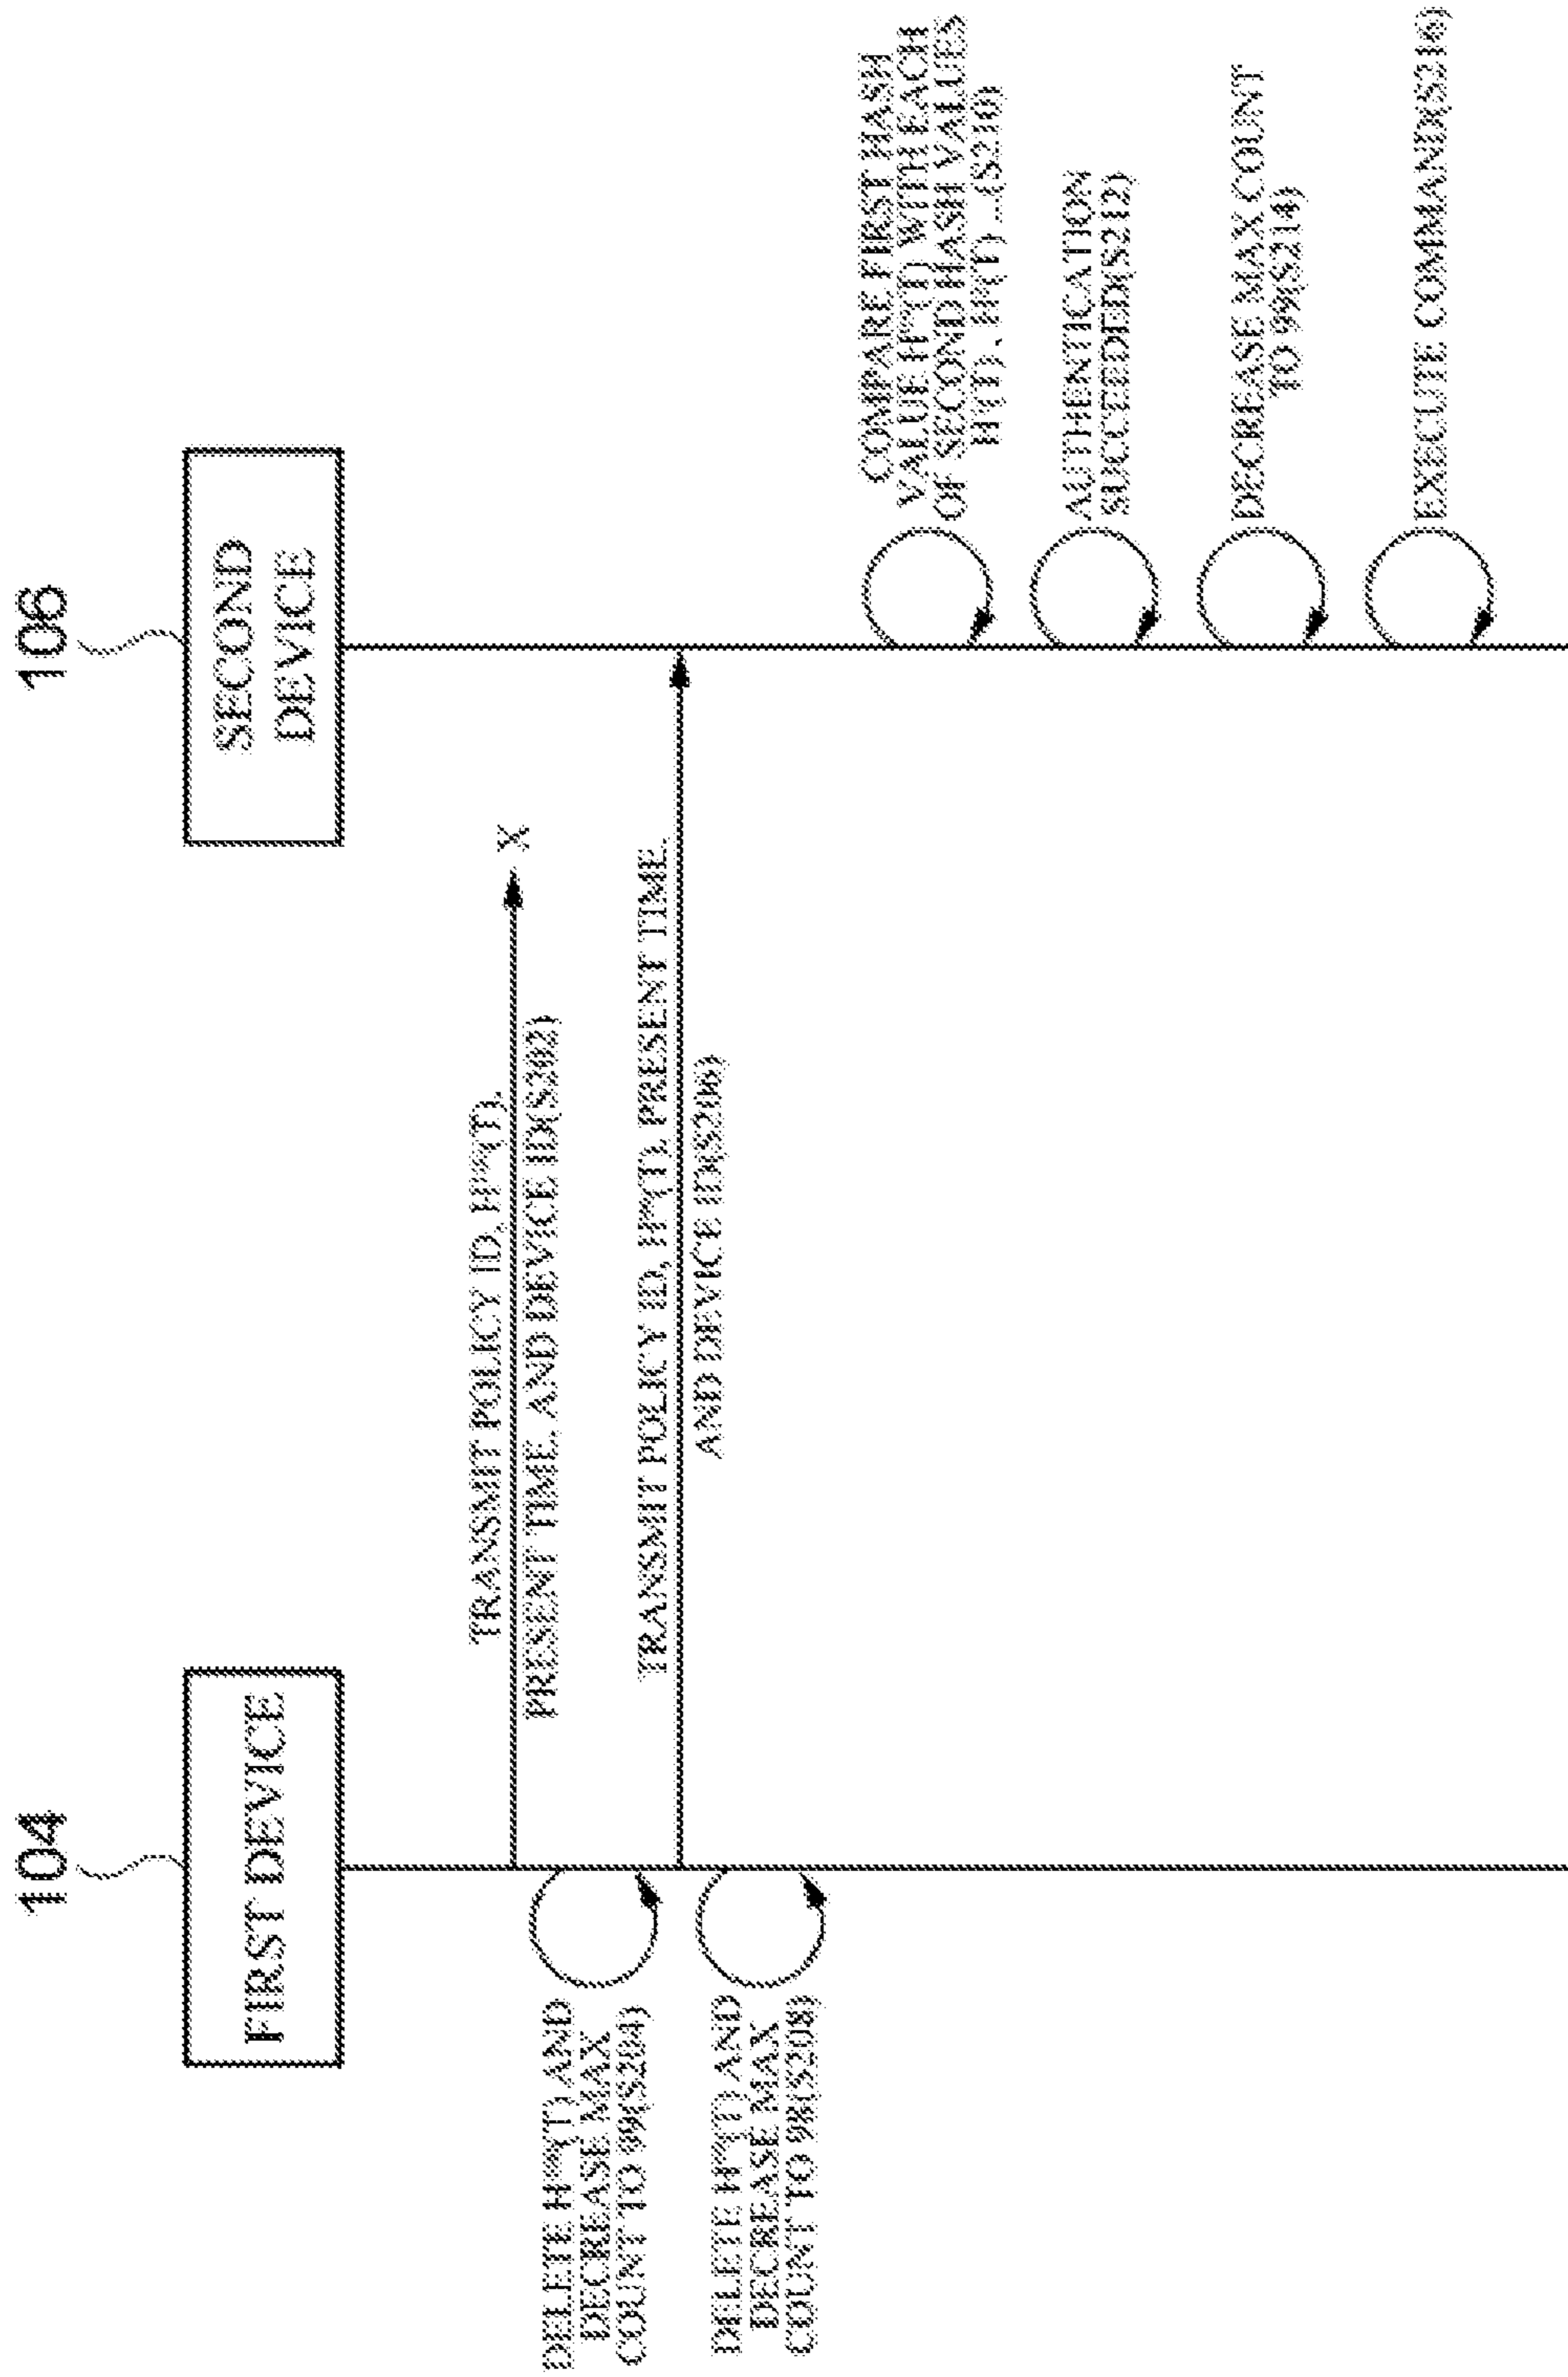 104
106
FIRST DEVICE
SECOND
DEVICE
TRANSMIT POLICY ID,
PRESENT TIME, AND DEVICE ID(S202)
DELETE AND
DECREASE MAX
COUNT TO 99(S204)
TRANSMIT POLICY ID, PRESENT TIME,
AND DEVICE ID(S206)
DELETE AND
DECREASE MAX
COUNT TO 98(S208)
COMPARE FIRST HASH
VALUE WITH EACH
OF SECOND HASH VALUES
...(S210)
AUTHENTICATION
SUCCEEDED(S212)
DECREASE MAX COUNT
TO 99(S214)
EXECUTE COMMAND(S216)
X